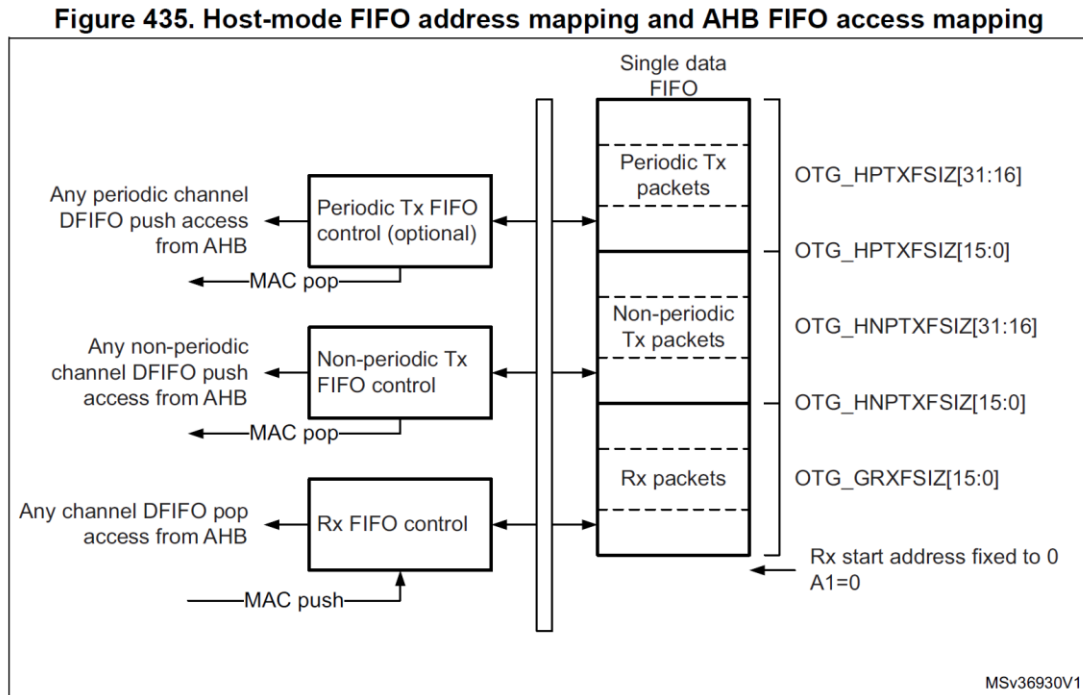 Figure 435. Host-mode FIFO address mapping and AHB FIFO access mapping
Single data
FIFO
Any periodic channel
DFIFO push access
from AHB
Periodic Tx FIFO
control (optional)
MAC pop
Periodic Tx
packets
OTG_HPTXFSIZ[31:16]
OTG_HPTXFSIZ[15:0]
Any non-periodic
channel DFIFO push
access from AHB
Non-periodic Tx
FIFO control
MAC pop
Non-periodic
Tx packets
OTG_HNPTXFSIZ[31:16]
OTG_HNPTXFSIZ[15:0]
Any channel DFIFO pop
access from AHB
Rx FIFO control
MAC push
Rx packets
OTG_GRXFSIZ[15:0]
Rx start address fixed to 0
A1=0
MSv36930V1